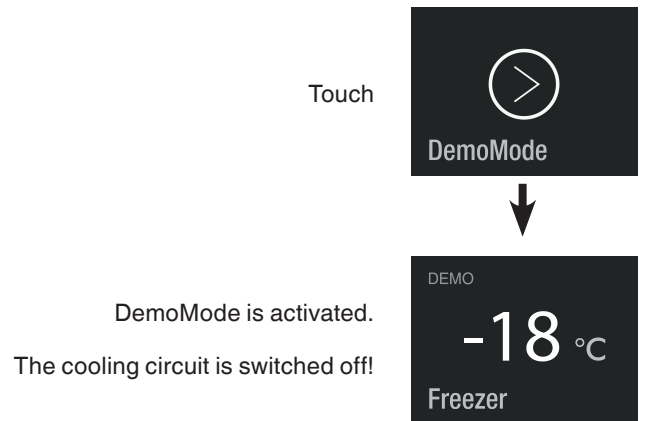 Touch
DemoMode
DEMO
DemoMode is activated.
-18 °C
The cooling circuit is switched off!
Freezer